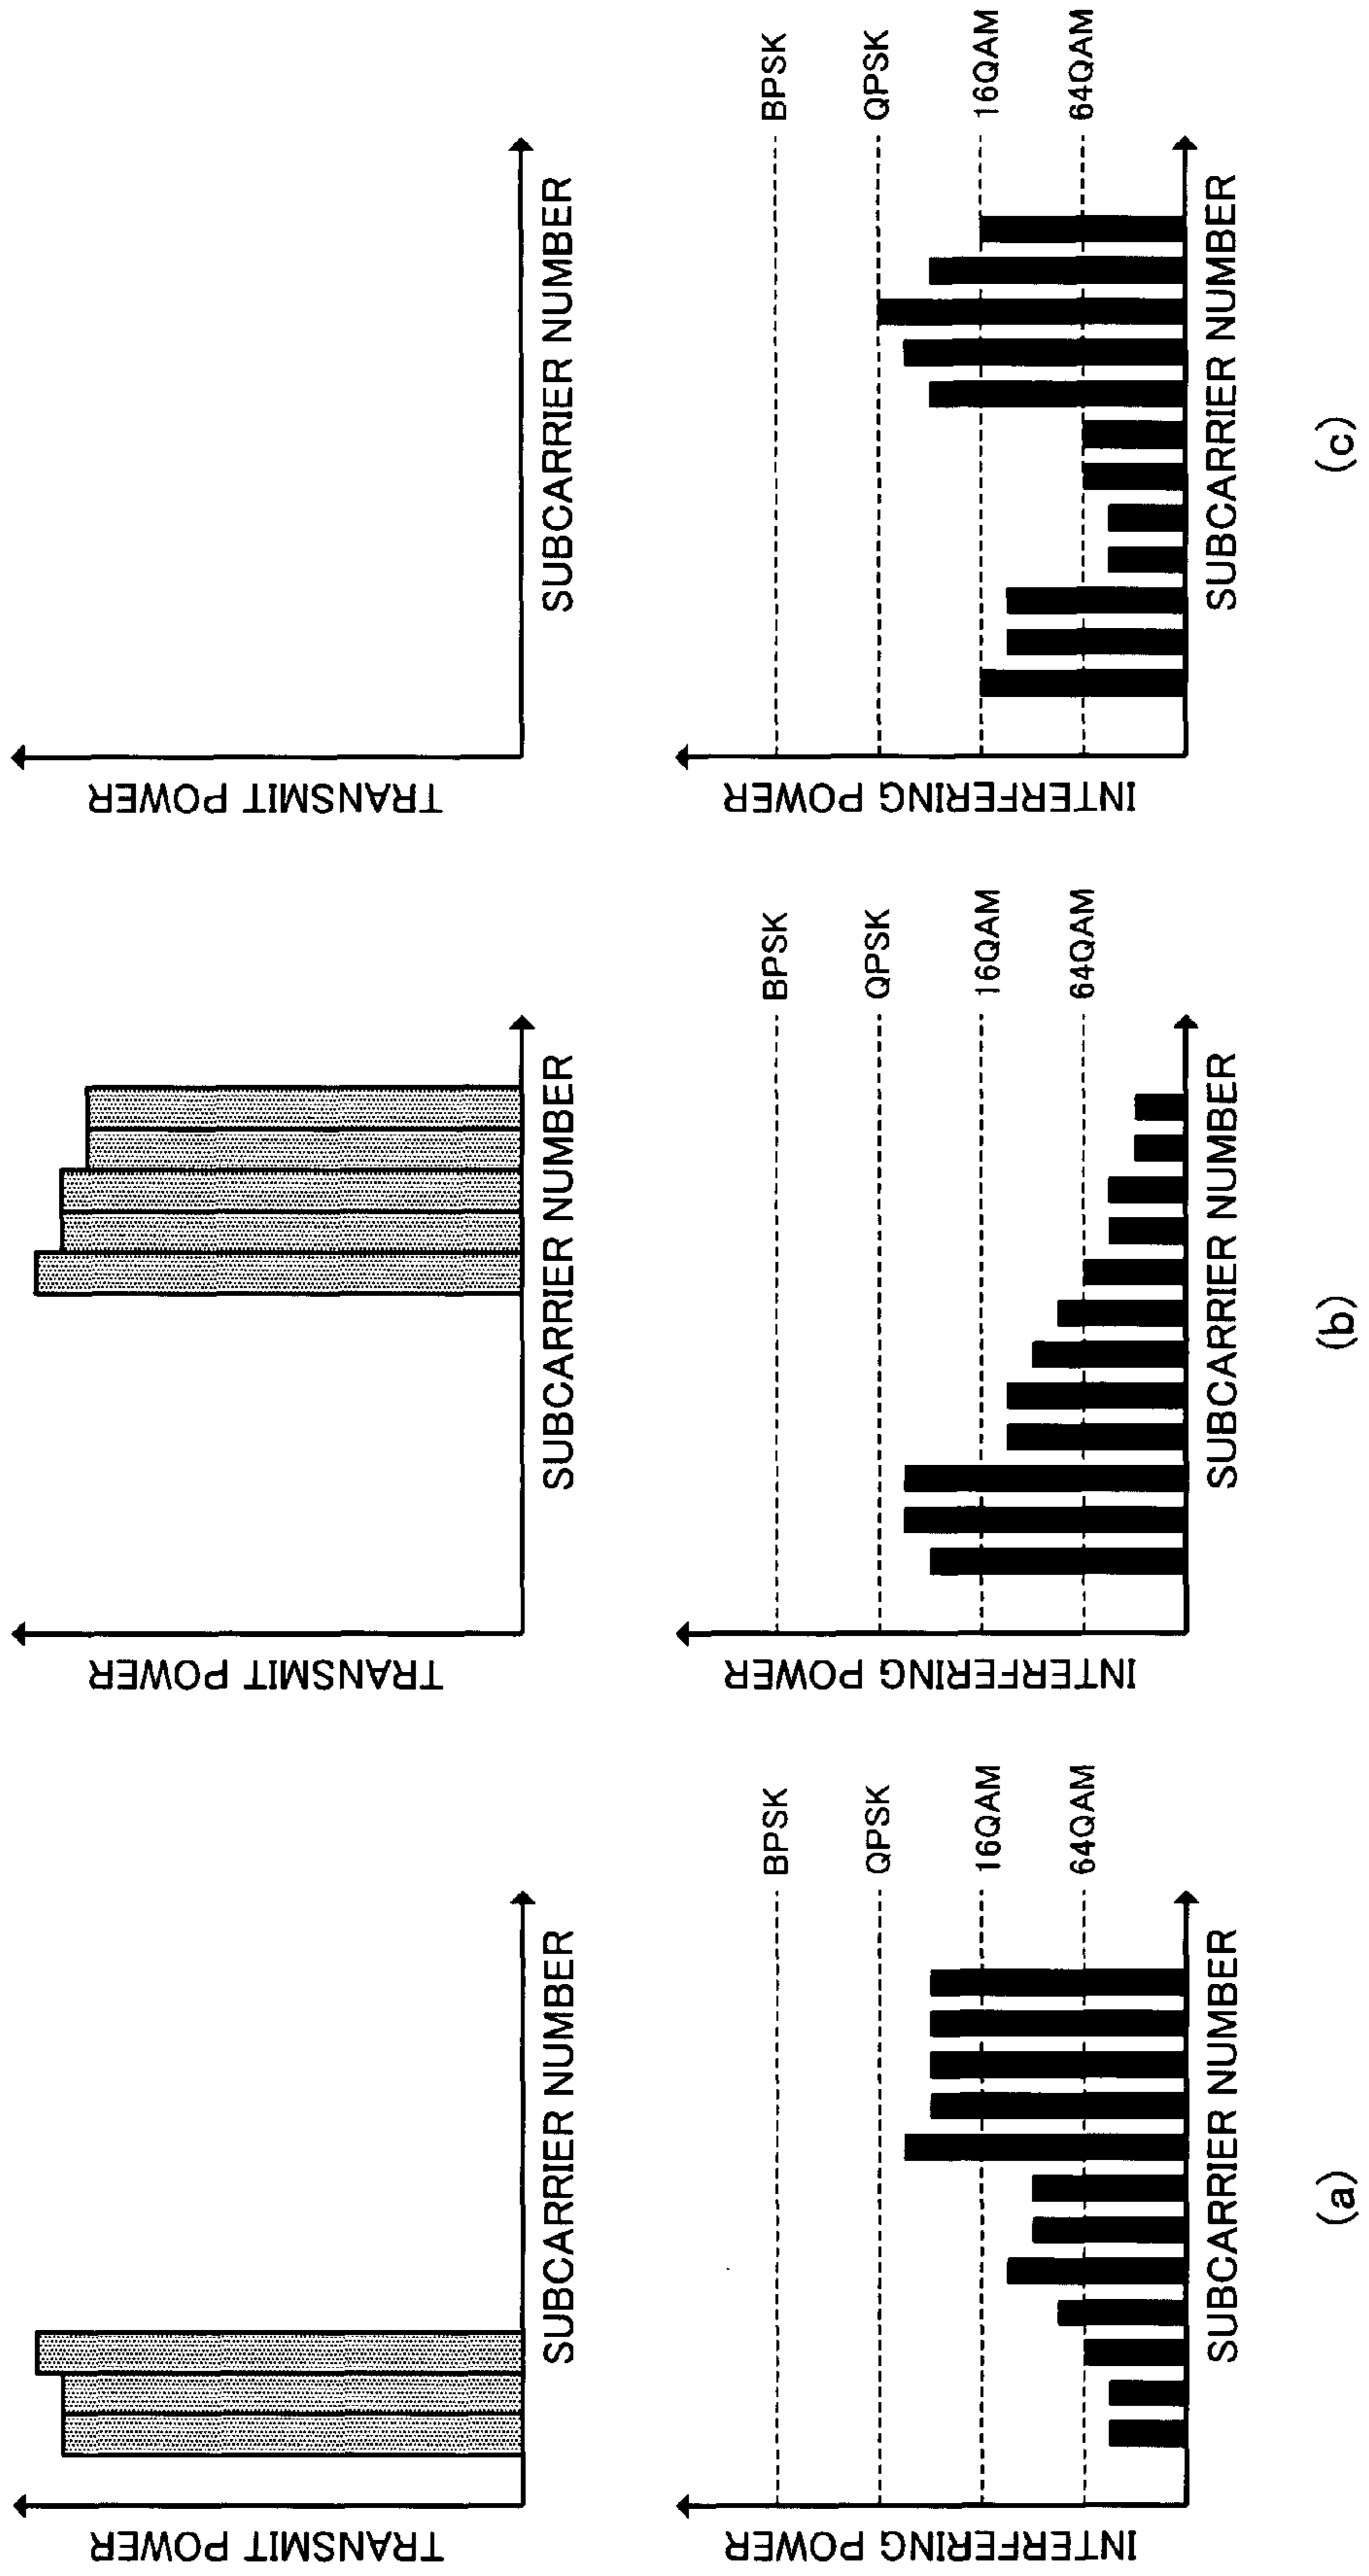 TRANSMIT POWER
SUBCARRIER NUMBER
INTERFERING POWER
BPSK
QPSK
16QAM
64QAM
SUBCARRIER NUMBER
(a)
TRANSMIT POWER
SUBCARRIER NUMBER
INTERFERING POWER
BPSK
QPSK
16QAM
64QAM
SUBCARRIER NUMBER
(b)
TRANSMIT POWER
SUBCARRIER NUMBER
INTERFERING POWER
BPSK
QPSK
16QAM
64QAM
SUBCARRIER NUMBER
(c)